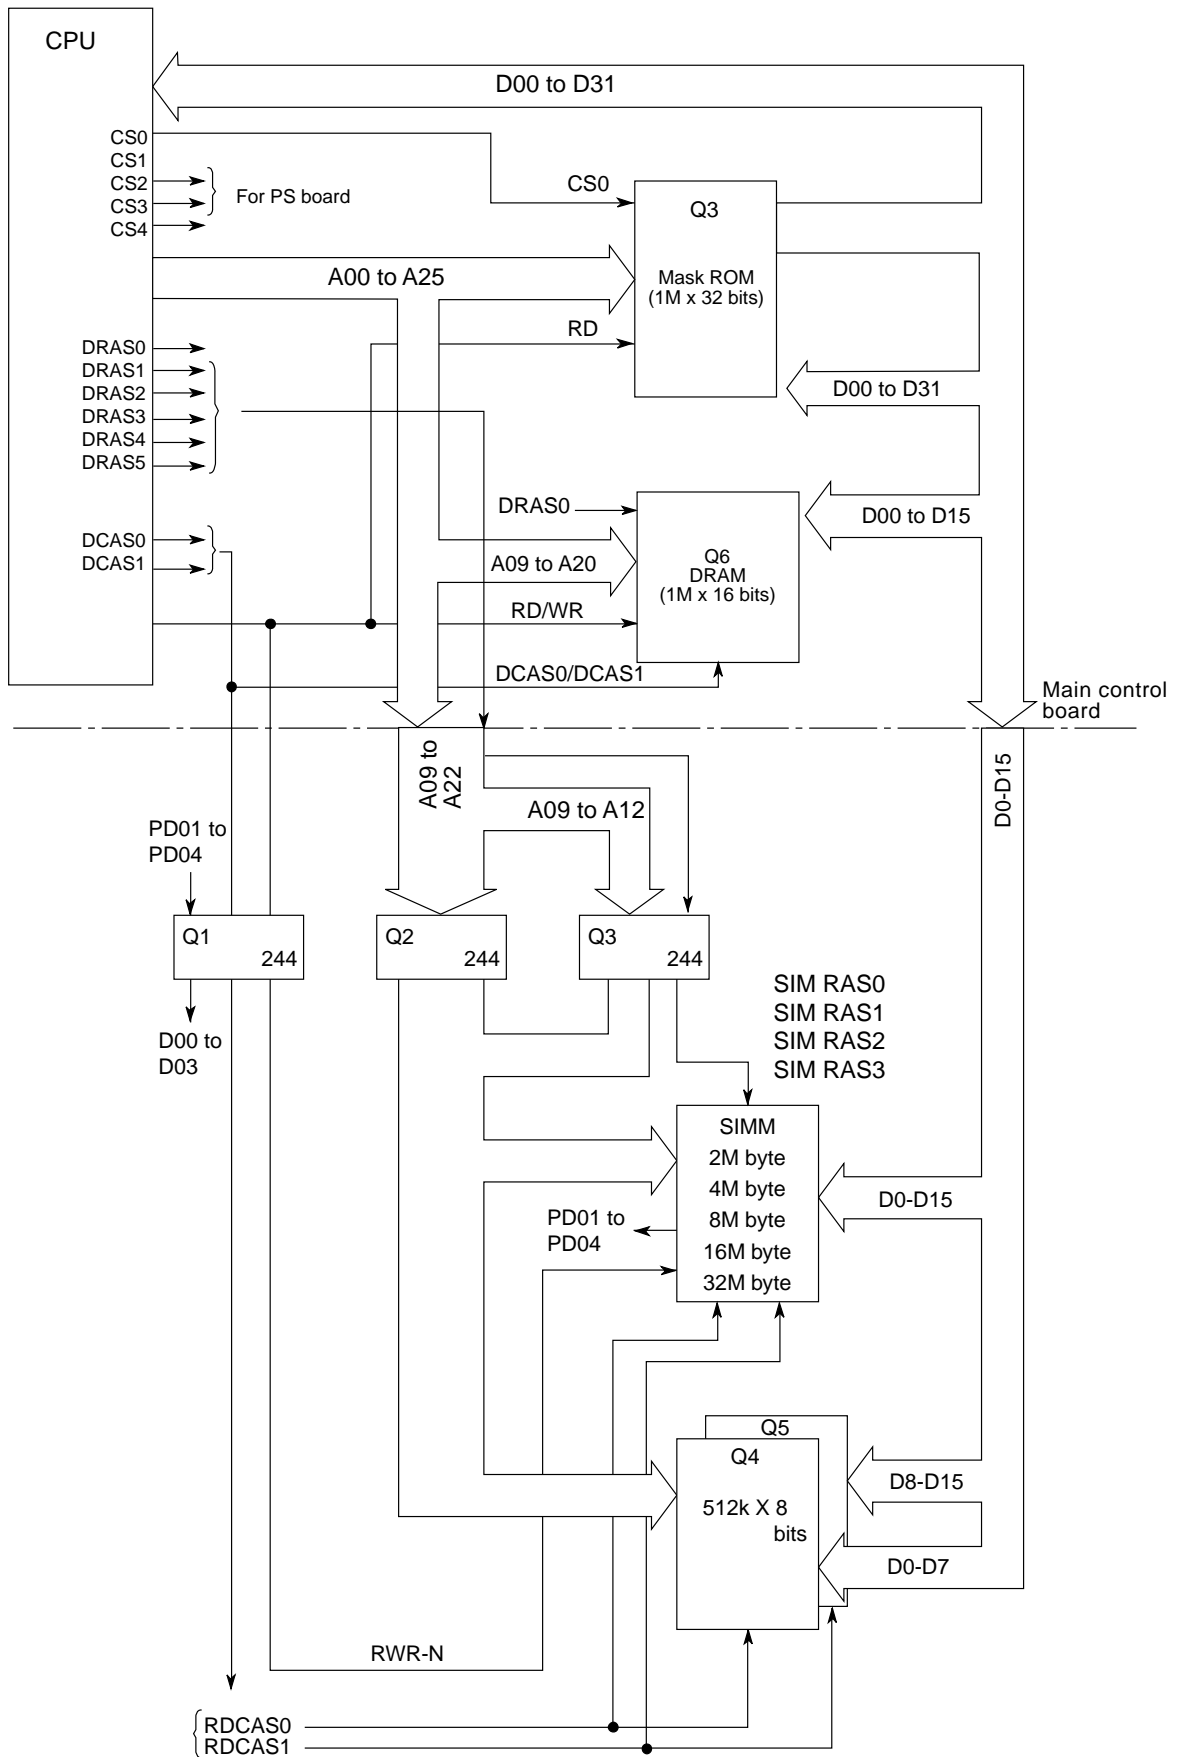 CPU
D00 to D31
CS0
CS1
CS2
CS3
CS4
For PS board
CS0
Q3
Mask ROM
(1M x 32 bits)
A00 to A25
RD
D00 to D31
DRAS0
DRAS1
DRAS2
DRAS3
DRAS4
DRAS5
DRAS0
D00 to D15
DCAS0
DCAS1
A09 to A20
Q6
DRAM
(1M x 16 bits)
RD/WR
DCAS0/DCAS1
Main control
board
A09 to
A22
D0-D15
A09 to A12
PD01 to
PD04
Q1
244
Q2
244
Q3
244
D00 to
D03
SIM RAS0
SIM RAS1
SIM RAS2
SIM RAS3
SIMM
2M byte
4M byte
8M byte
16M byte
32M byte
D0-D15
PD01 to
PD04
Q5
Q4
512k X 8
bits
D8-D15
D0-D7
RWR-N
RDCAS0
RDCAS1